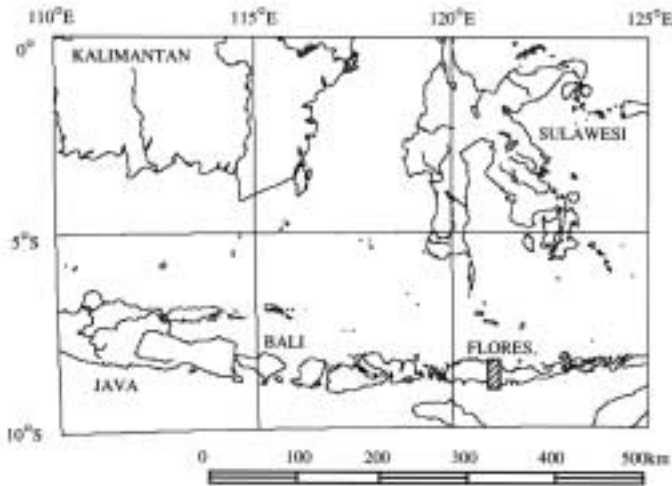 110°E 115°E 120°E 125°E
0°
KALIMANTAN
SULAWESI
5°S
BALI
FLORES.
JAVA
10°S
0 100 200 300 400 500km